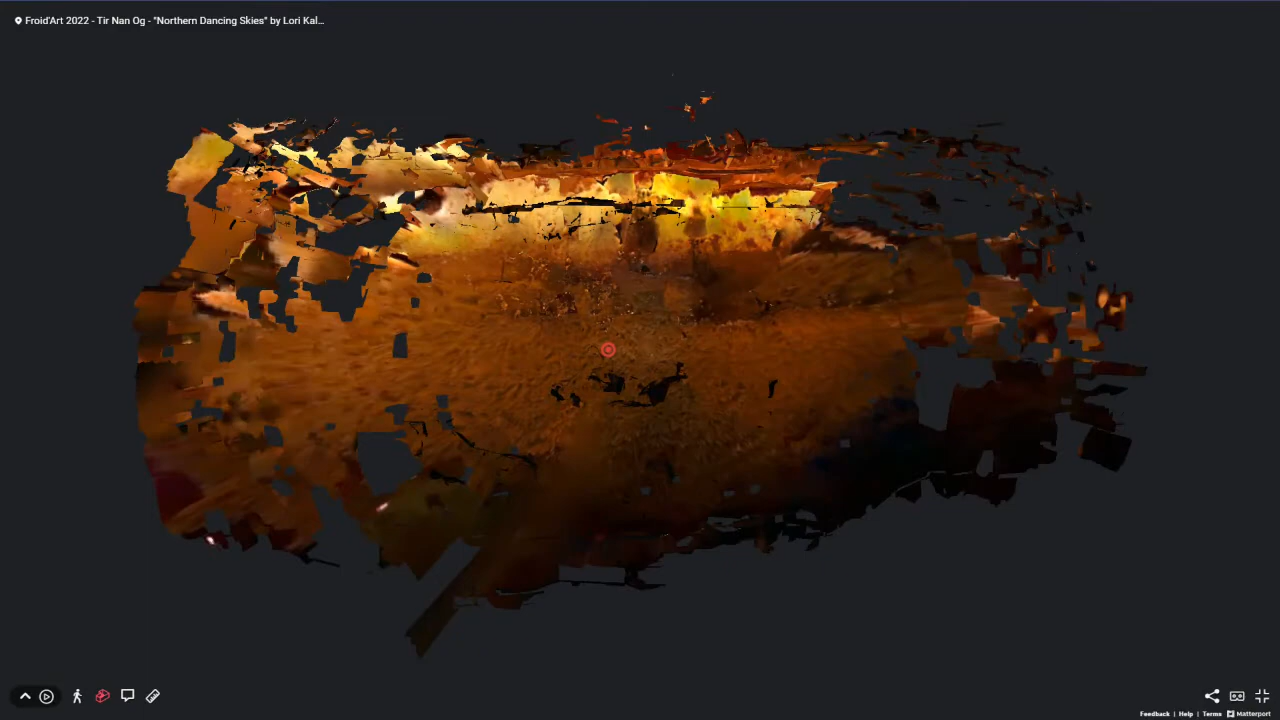 Froid'Art 2022 - Tir Nan Og - "Northern Dancing Skies" by Lori Kal...
Feedback | Help | Terms Matterport